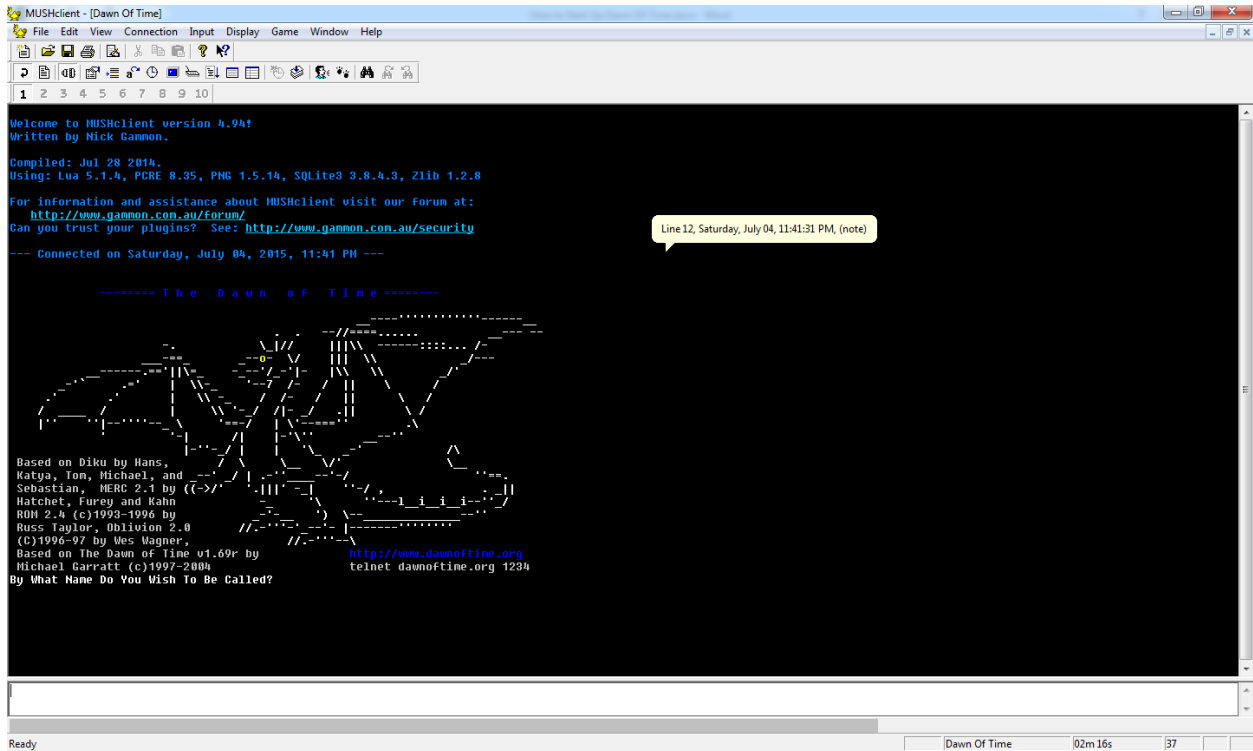 MUSHclient - [Dawn Of Time]
File Edit View Connection Input Display Game Window Help
1 2 3 4 5 6 7 8 9 10
Welcome to MUSHclient version 4.94!
Written by Nick Gammon.
Compiled: Jul 28 2014.
Using: Lua 5.1.4, PCRE 8.35, PNG 1.5.14, SQLite3 3.8.4.3, Zlib 1.2.8
For information and assistance about MUSHclient visit our forum at:
http://www.gammon.com.au/forum/
Can you trust your plugins? See: http://www.gammon.com.au/security
Line 12, Saturday, July 04, 11:41:31 PM, (note)
--- Connected on Saturday, July 04, 2015, 11:41 PM ---
-------- T h e   D a w n   o f   T i m e --------
Based on Diku by Hans,
Katya, Tom, Michael, and
Sebastian, MERC 2.1 by
Hatchet, Furey and Kahn
ROM 2.4 (c)1993-1996 by
Russ Taylor, Oblivion 2.0
(C)1996-97 by Wes Wagner,
Based on The Dawn of Time v1.69r by http://www.dawnoftime.org
Michael Garratt (c)1997-2004 telnet dawnoftime.org 1234
By What Name Do You Wish To Be Called?
Ready Dawn Of Time 02m 16s 37